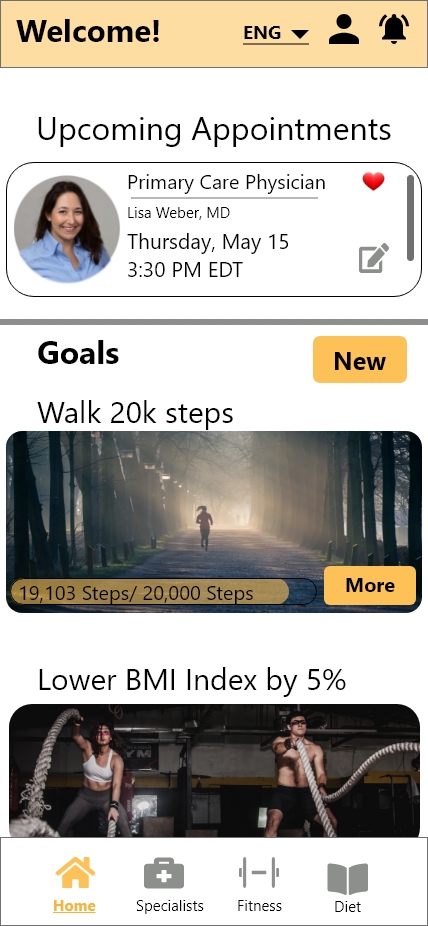 Welcome!
ENG
Upcoming Appointments
Primary Care Physician
Lisa Weber, MD
Thursday, May 15
3:30 PM EDT
Goals
New
Walk 20k steps
19,103 Steps/ 20,000 Steps
More
Lower BMI Index by 5%
GYM
Home
Specialists
Fitness
Diet